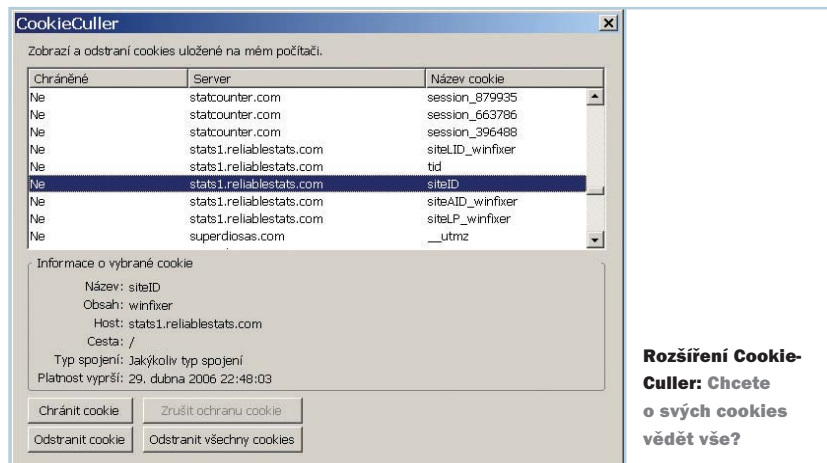 CookieCuller
Zobrazí a odstraní cookies uložené na mém počítači.
Chráněné Server Název cookie
Ne statcounter.com session_879935
Ne statcounter.com session_663786
Ne statcounter.com session_396488
Ne stats1.reliablestats.com siteLID_winfixer
Ne stats1.reliablestats.com tid
Ne stats1.reliablestats.com siteID
Ne stats1.reliablestats.com siteAID_winfixer
Ne stats1.reliablestats.com siteLP_winfixer
Ne superdiosas.com __utmz
Informace o vybrané cookie
Název: siteID
Obsah: winfixer
Host: stats1.reliablestats.com
Cesta: /
Typ spojení: Jakýkoliv typ spojení
Platnost vyprší: 29. dubna 2006 22:48:03
Chránit cookie Zrušit ochranu cookie
Odstranit cookie Odstranit všechny cookies
Rozšíření Cookie-
Culler: Chcete
o svých cookies
vědět vše?